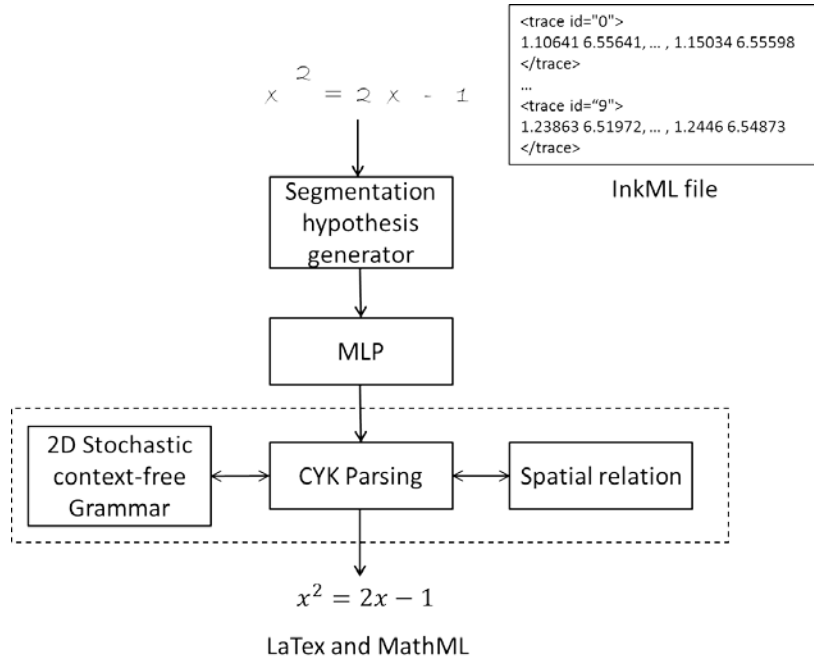 <trace id="0">
1.10641 6.55641, ... , 1.15034 6.55598
</trace>
...
<trace id="9">
1.23863 6.51972, ... , 1.2446 6.54873
</trace>
InkML file
x² = 2 x - 1
Segmentation
hypothesis
generator
MLP
2D Stochastic
context-free
Grammar
CYK Parsing
Spatial relation
x² = 2x − 1
LaTex and MathML